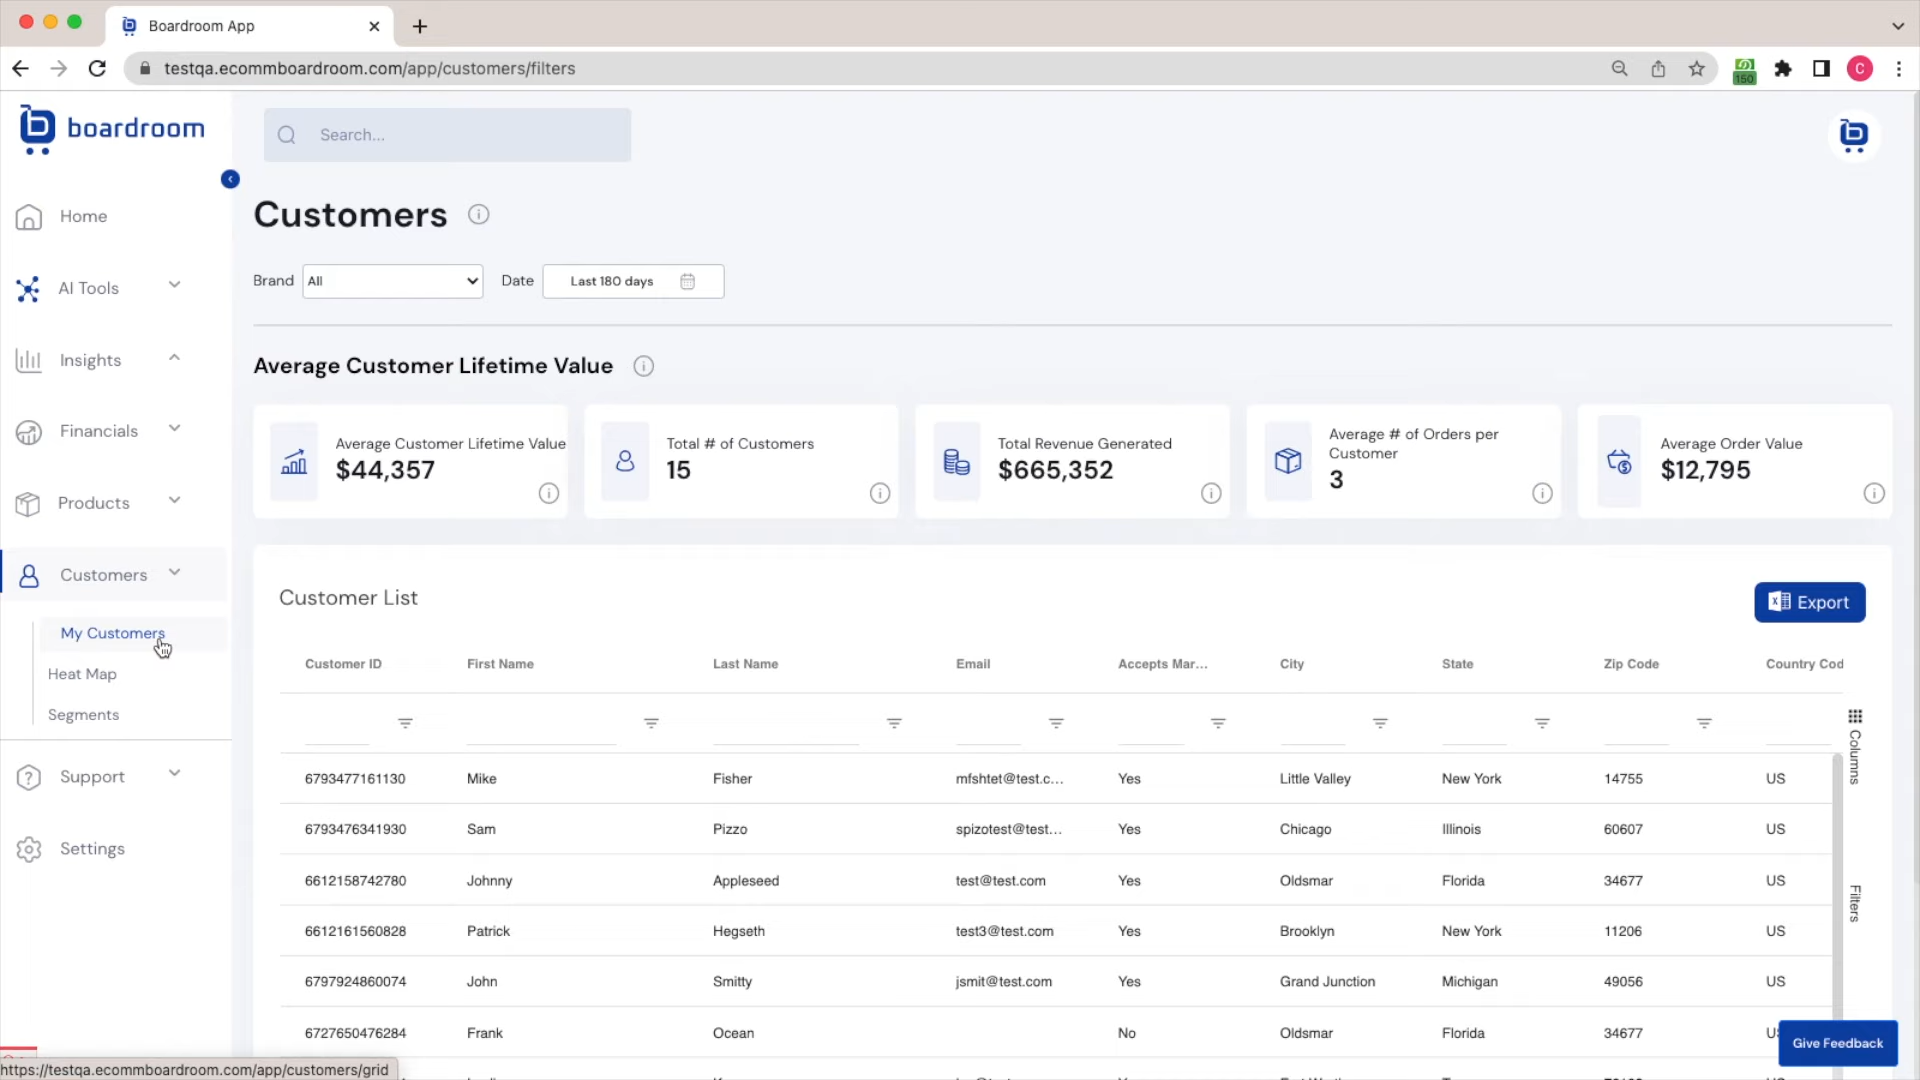 Boardroom App
testqa.ecommboardroom.com/app/customers/filters
150
C
boardroom
Search...
Home
AI Tools
Insights
Financials
Products
Customers
My Customers
Heat Map
Segments
Support
Settings
Customers
Brand All Date Last 180 days
Average Customer Lifetime Value
Average Customer Lifetime Value
$44,357
Total # of Customers
15
Total Revenue Generated
$665,352
Average # of Orders per
Customer
3
Average Order Value
$12,795
Customer List
Export
Customer ID First Name Last Name Email Accepts Mar... City State Zip Code Country Cod
6793477161130 Mike Fisher mfshtet@test.c... Yes Little Valley New York 14755 US
6793476341930 Sam Pizzo spizotest@test... Yes Chicago Illinois 60607 US
6612158742780 Johnny Appleseed test@test.com Yes Oldsmar Florida 34677 US
6612161560828 Patrick Hegseth test3@test.com Yes Brooklyn New York 11206 US
6797924860074 John Smitty jsmit@test.com Yes Grand Junction Michigan 49056 US
6727650476284 Frank Ocean No Oldsmar Florida 34677
Columns
Filters
Give Feedback
https://testqa.ecommboardroom.com/app/customers/grid